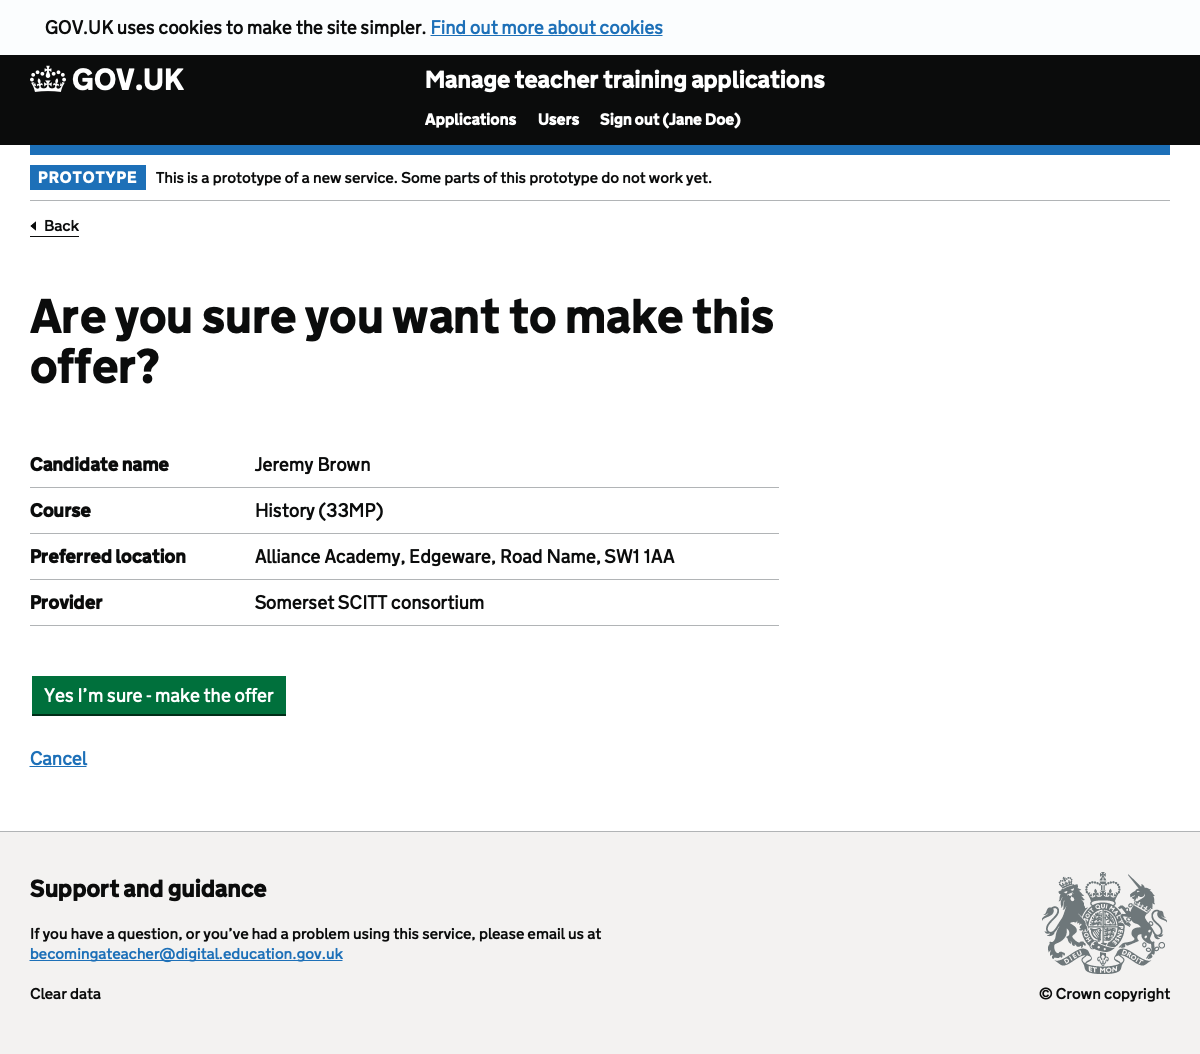 GOV.UK uses cookies to make the site simpler. Find out more about cookies
GOV.UK
Manage teacher training applications
Applications Users Sign out (Jane Doe)
PROTOTYPE This is a prototype of a new service. Some parts of this prototype do not work yet.
Back
Are you sure you want to make this
offer?
Candidate name Jeremy Brown
Course History (33MP)
Preferred location Alliance Academy, Edgeware, Road Name, SW1 1AA
Provider Somerset SCITT consortium
Yes I’m sure - make the offer
Cancel
Support and guidance
If you have a question, or you’ve had a problem using this service, please email us at
becomingateacher@digital.education.gov.uk
Clear data
DIEU ET MON DROIT
© Crown copyright